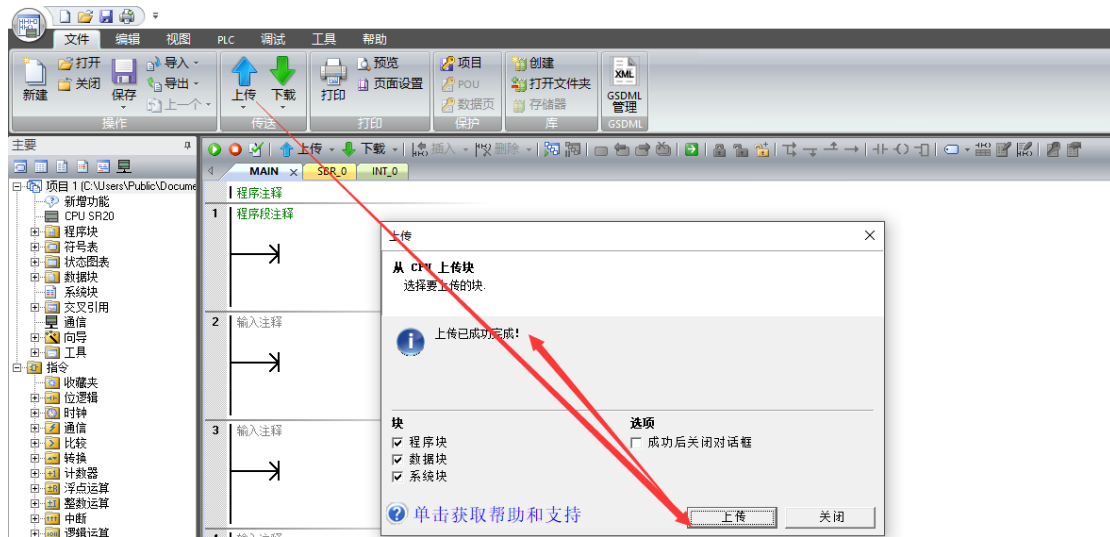 文件 编辑 视图 PLC 调试 工具 帮助
新建 打开 关闭 保存 导入 导出 上一个
上传 下载
打印 预览 页面设置
项目 POU 数据页
创建 打开文件夹 存储器
XML GSDML 管理
操作 传送 打印 保护 库 GSDML
主要
上传 下载 插入 删除
MAIN SBR_0 INT_0
项目 1 (C:\Users\Public\Docume
新增功能
CPU SR20
程序块
符号表
状态图表
数据块
系统块
交叉引用
通信
向导
工具
指令
收藏夹
位逻辑
时钟
通信
比较
转换
计数器
浮点运算
整数运算
中断
逻辑运算
程序注释
1 程序段注释
2 输入注释
3 输入注释
4 输入注释
上传
从 CPU 上传块
选择要上传的块.
上传已成功完成!
块
程序块
数据块
系统块
选项
成功后关闭对话框
单击获取帮助和支持
上传 关闭